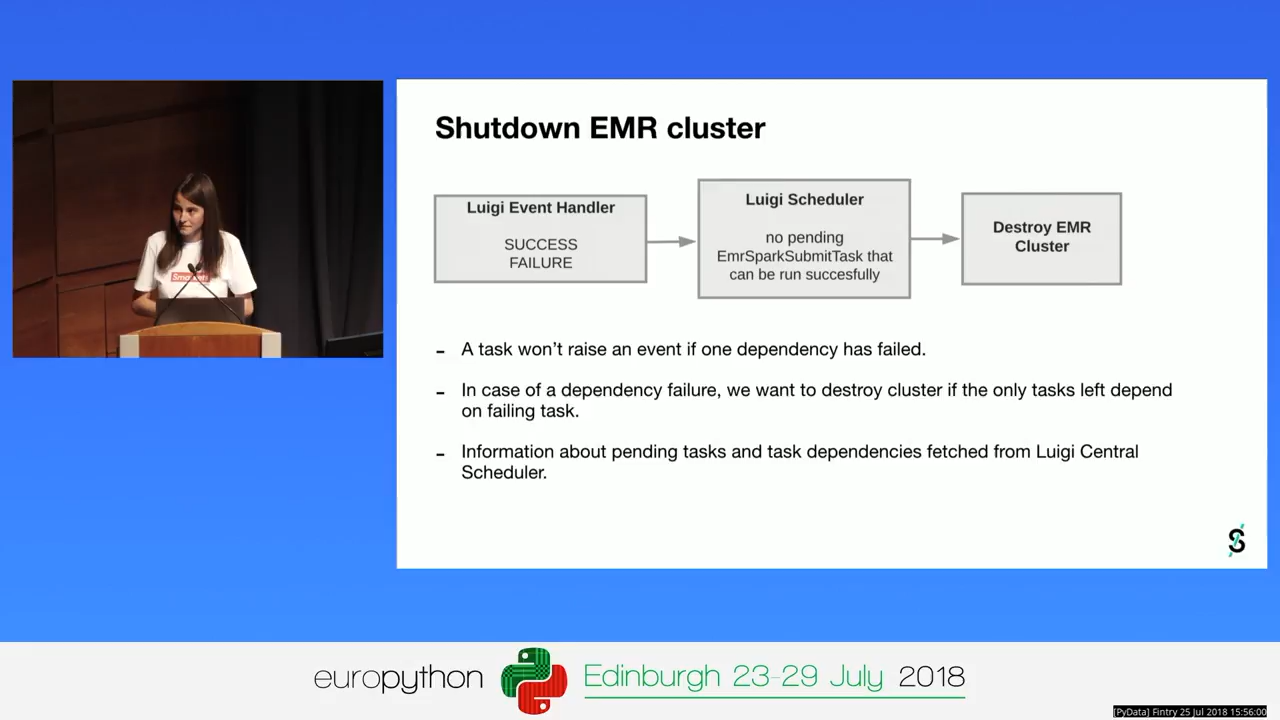 Shutdown EMR cluster
Luigi Event Handler
SUCCESS
FAILURE
Luigi Scheduler
no pending
EmrSparkSubmitTask that
can be run succesfully
Destroy EMR
Cluster
- A task won't raise an event if one dependency has failed.
- In case of a dependency failure, we want to destroy cluster if the only tasks left depend
on failing task.
- Information about pending tasks and task dependencies fetched from Luigi Central
Scheduler.
europython
Edinburgh 23-29 July 2018
[PyData] Fintry 25 Jul 2018 15:56:00